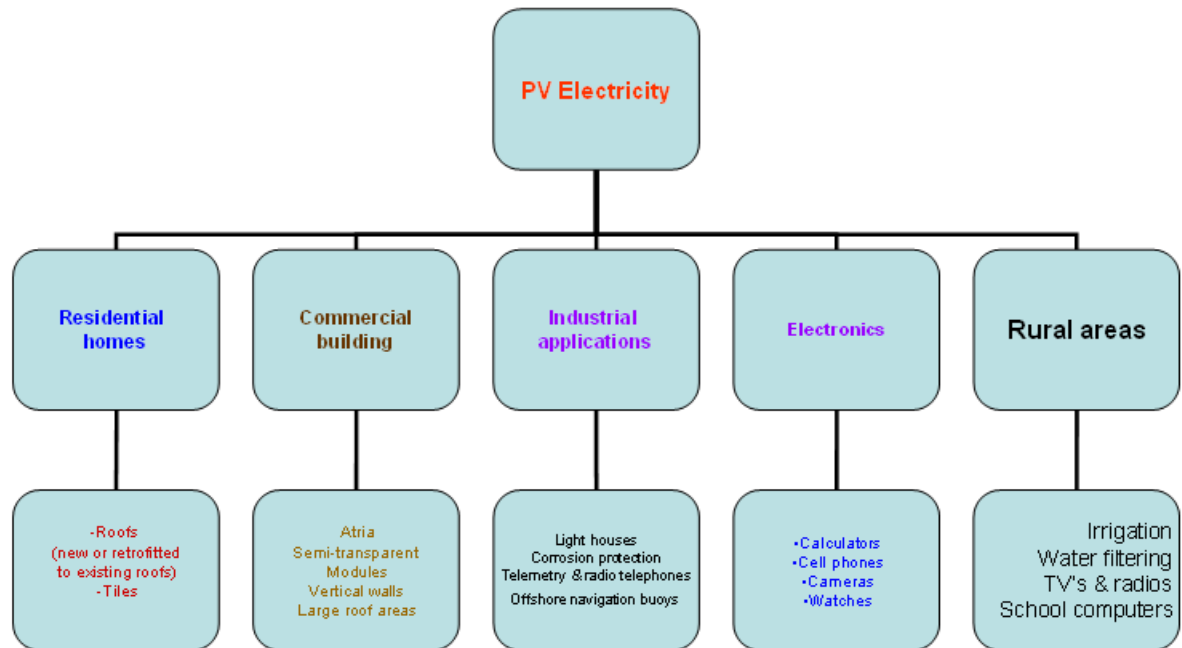 PV Electricity
Residential
homes
Commercial
building
Industrial
applications
Electronics
Rural areas
-Roofs
(new or retrofitted
to existing roofs)
-Tiles
Atria
Semi-transparent
Modules
Vertical walls
Large roof areas
Light houses
Corrosion protection
Telemetry & radio telephones
Offshore navigation buoys
•Calculators
•Cell phones
•Cameras
•Watches
Irrigation
Water filtering
TV's & radios
School computers